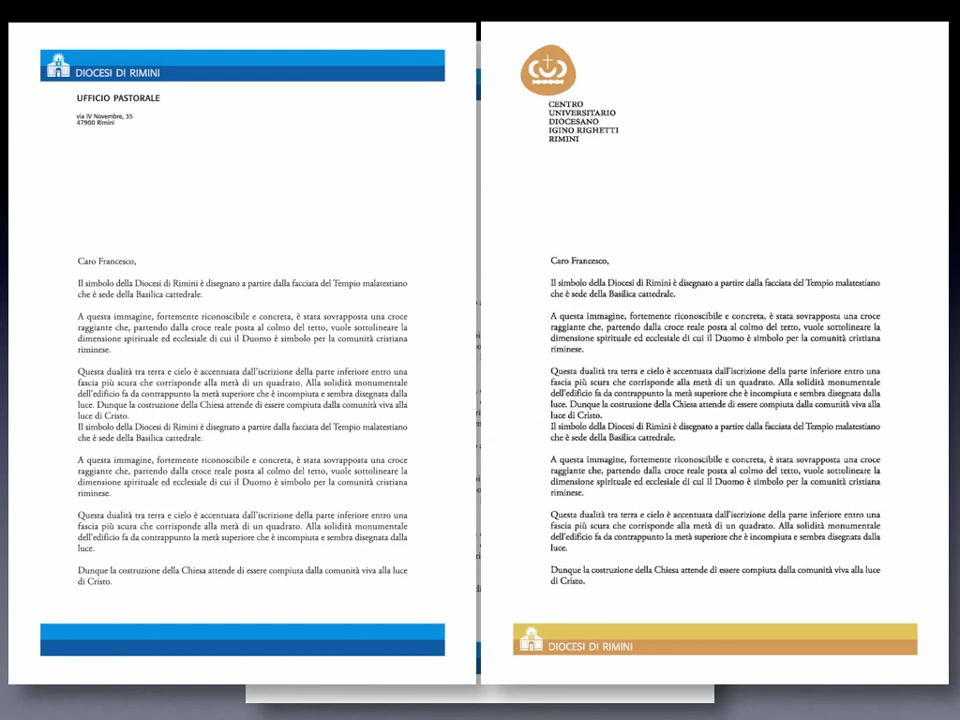 DIOCESI DI RIMINI
UFFICIO PASTORALE
via IV Novembre, 35
47900 Rimini
Caro Francesco,
Il simbolo della Diocesi di Rimini è disegnato a partire dalla facciata del Tempio malatestiano
che è sede della Basilica cattedrale.
A questa immagine, fortemente riconoscibile e concreta, è stata sovrapposta una croce
raggiante che, partendo dalla croce reale posta al colmo del tetto, vuole sottolineare la
dimensione spirituale ed ecclesiale di cui il Duomo è simbolo per la comunità cristiana
riminese.
Questa dualità tra terra e cielo è accentuata dall'iscrizione della parte inferiore entro una
fascia più scura che corrisponde alla metà di un quadrato. Alla solidità monumentale
dell'edificio fa da contrappunto la metà superiore che è incompiuta e sembra disegnata dalla
luce. Dunque la costruzione della Chiesa attende di essere compiuta dalla comunità viva alla
luce di Cristo.
Il simbolo della Diocesi di Rimini è disegnato a partire dalla facciata del Tempio malatestiano
che è sede della Basilica cattedrale.
A questa immagine, fortemente riconoscibile e concreta, è stata sovrapposta una croce
raggiante che, partendo dalla croce reale posta al colmo del tetto, vuole sottolineare la
dimensione spirituale ed ecclesiale di cui il Duomo è simbolo per la comunità cristiana
riminese.
Questa dualità tra terra e cielo è accentuata dall'iscrizione della parte inferiore entro una
fascia più scura che corrisponde alla metà di un quadrato. Alla solidità monumentale
dell'edificio fa da contrappunto la metà superiore che è incompiuta e sembra disegnata dalla
luce.
Dunque la costruzione della Chiesa attende di essere compiuta dalla comunità viva alla luce
di Cristo.
CENTRO
UNIVERSITARIO
DIOCESANO
IGINO RIGHETTI
RIMINI
Caro Francesco,
Il simbolo della Diocesi di Rimini è disegnato a partire dalla facciata del Tempio malatestiano
che è sede della Basilica cattedrale.
A questa immagine, fortemente riconoscibile e concreta, è stata sovrapposta una croce
raggiante che, partendo dalla croce reale posta al colmo del tetto, vuole sottolineare la
dimensione spirituale ed ecclesiale di cui il Duomo è simbolo per la comunità cristiana
riminese.
Questa dualità tra terra e cielo è accentuata dall'iscrizione della parte inferiore entro una
fascia più scura che corrisponde alla metà di un quadrato. Alla solidità monumentale
dell'edificio fa da contrappunto la metà superiore che è incompiuta e sembra disegnata dalla
luce. Dunque la costruzione della Chiesa attende di essere compiuta dalla comunità viva alla
luce di Cristo.
Il simbolo della Diocesi di Rimini è disegnato a partire dalla facciata del Tempio malatestiano
che è sede della Basilica cattedrale.
A questa immagine, fortemente riconoscibile e concreta, è stata sovrapposta una croce
raggiante che, partendo dalla croce reale posta al colmo del tetto, vuole sottolineare la
dimensione spirituale ed ecclesiale di cui il Duomo è simbolo per la comunità cristiana
riminese.
Questa dualità tra terra e cielo è accentuata dall'iscrizione della parte inferiore entro una
fascia più scura che corrisponde alla metà di un quadrato. Alla solidità monumentale
dell'edificio fa da contrappunto la metà superiore che è incompiuta e sembra disegnata dalla
luce.
Dunque la costruzione della Chiesa attende di essere compiuta dalla comunità viva alla luce
di Cristo.
DIOCESI DI RIMINI